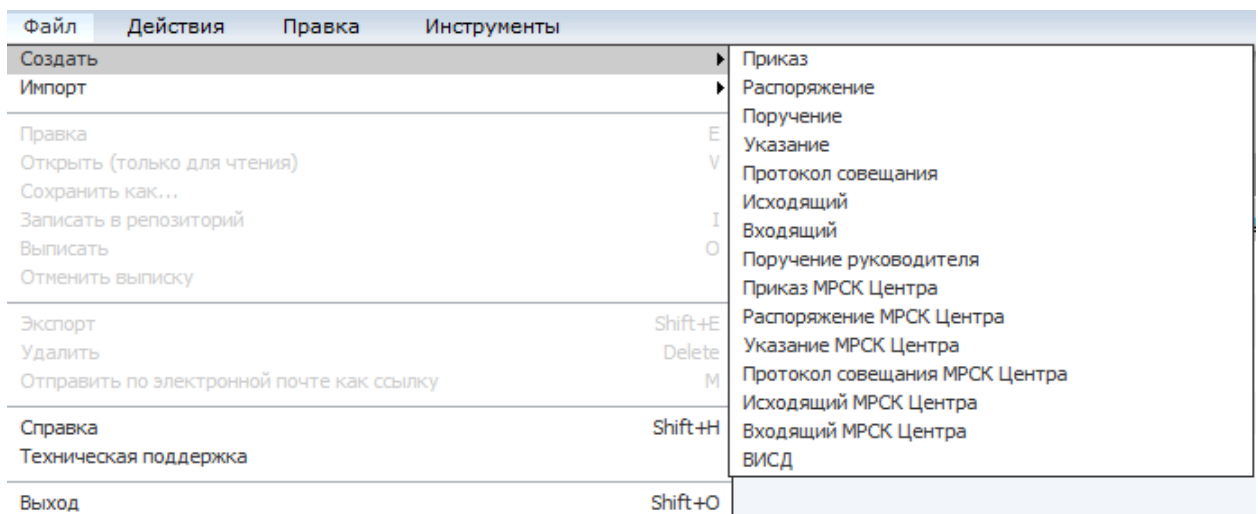 Файл Действия Правка Инструменты
Создать
Импорт
Правка E
Открыть (только для чтения) V
Сохранить как...
Записать в репозиторий I
Выписать O
Отменить выписку
Экспорт Shift+E
Удалить Delete
Отправить по электронной почте как ссылку M
Справка Shift+H
Техническая поддержка
Выход Shift+O
Приказ
Распоряжение
Поручение
Указание
Протокол совещания
Исходящий
Входящий
Поручение руководителя
Приказ МРСК Центра
Распоряжение МРСК Центра
Указание МРСК Центра
Протокол совещания МРСК Центра
Исходящий МРСК Центра
Входящий МРСК Центра
ВИСД